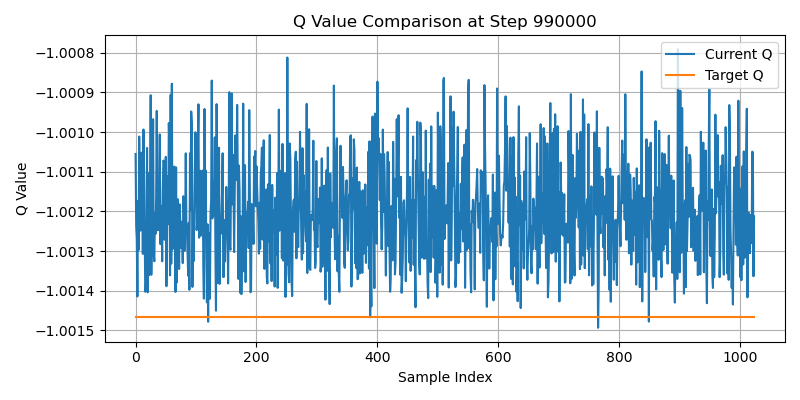 Q Value Comparison at Step 990000
Q Value
−1.0008
−1.0009
−1.0010
−1.0011
−1.0012
−1.0013
−1.0014
−1.0015
Current Q
Target Q
0
200
400
600
800
1000
Sample Index